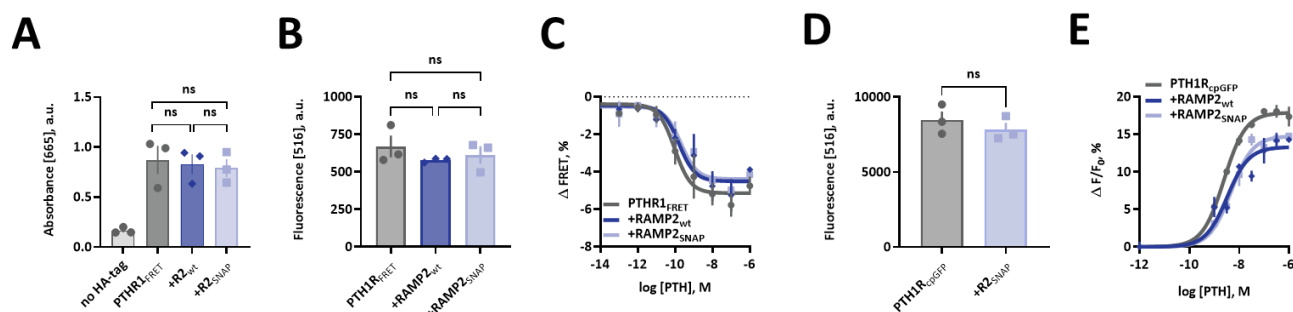 A
Absorbance [665], a.u.
1.5
1.0
0.5
0.0
ns
ns
ns
no HA-tag
PTHR1FRET
+R2wt
+R2SNAP
B
Fluorescence [516], a.u.
1000
750
500
250
0
ns
ns
ns
PTH1RFRET
+RAMP2wt
+RAMP2SNAP
C
Δ FRET, %
0
-2
-4
-6
-8
-14 -12 -10 -8 -6
log [PTH], M
PTHR1FRET
+RAMP2wt
+RAMP2SNAP
D
Fluorescence [516], a.u.
10000
5000
0
ns
PTH1RcpGFP
+R2SNAP
E
Δ F/F0, %
20
15
10
5
0
-12 -10 -8 -6
log [PTH], M
PTH1RcpGFP
+RAMP2wt
+RAMP2SNAP